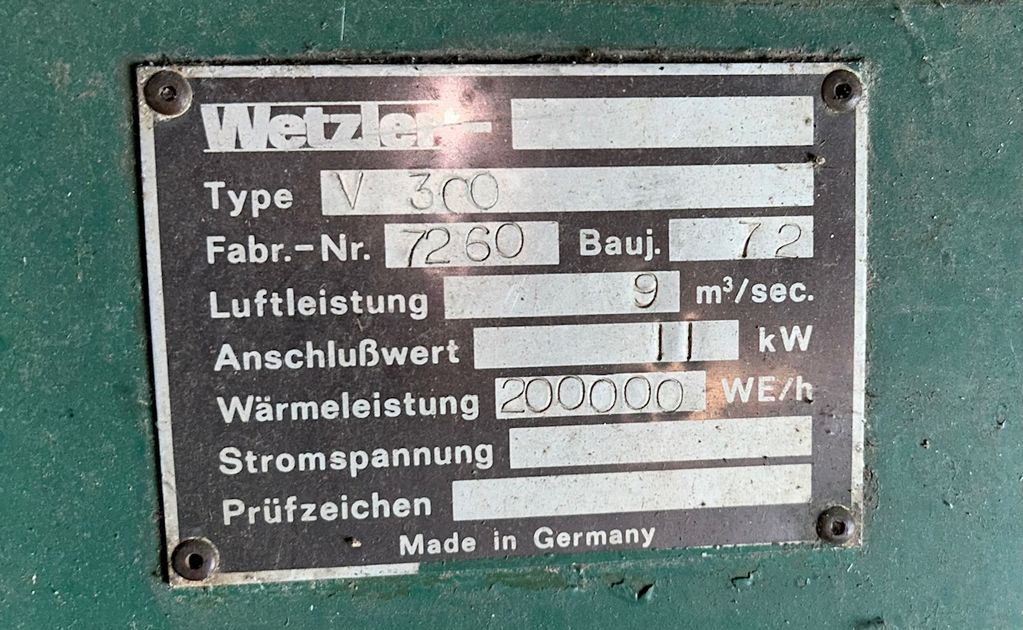 Wetzler-
Type V 300
Fabr.-Nr. 7260 Bauj. 72
Luftleistung 9 m³/sec.
Anschlußwert 11 kW
Wärmeleistung 200000 WE/h
Stromspannung
Prüfzeichen
Made in Germany